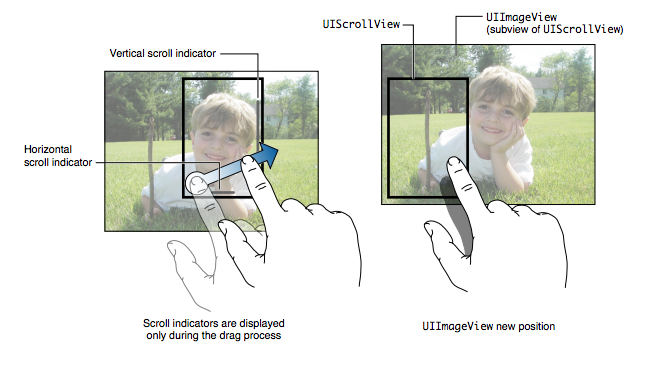 Vertical scroll indicator
Horizontal
scroll indicator
Scroll indicators are displayed
only during the drag process
UIScrollView
UIImageView
(subview of UIScrollView)
UIImageView new position